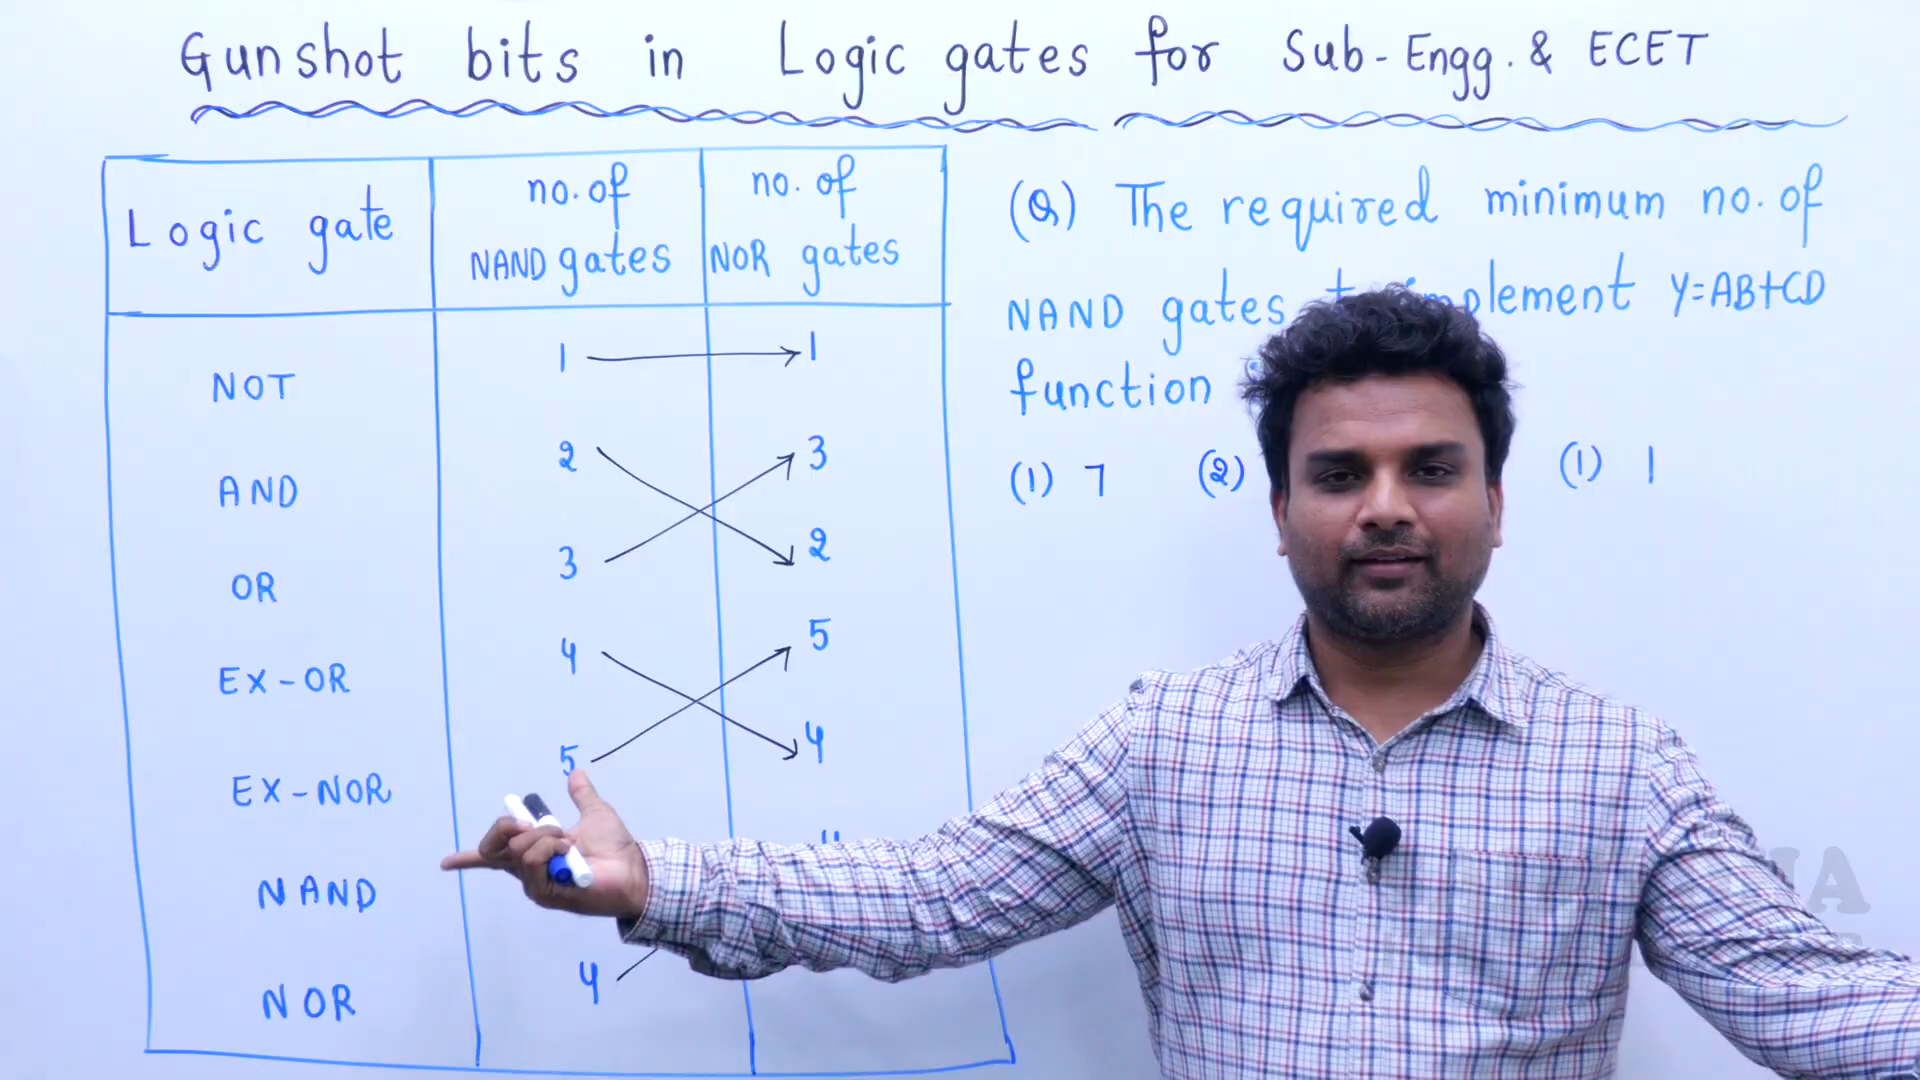 Gunshot bits in Logic gates for Sub-Engg. & ECET
Logic gate
no. of
NAND gates
no. of
NOR gates
NOT 1 1
AND 2 3
OR 3 2
EX-OR 4 5
EX-NOR 5 4
NAND
NOR 4
(Q) The required minimum no. of
NAND gates implement Y=AB+CD
function
(1) 7 (2) (1) 1